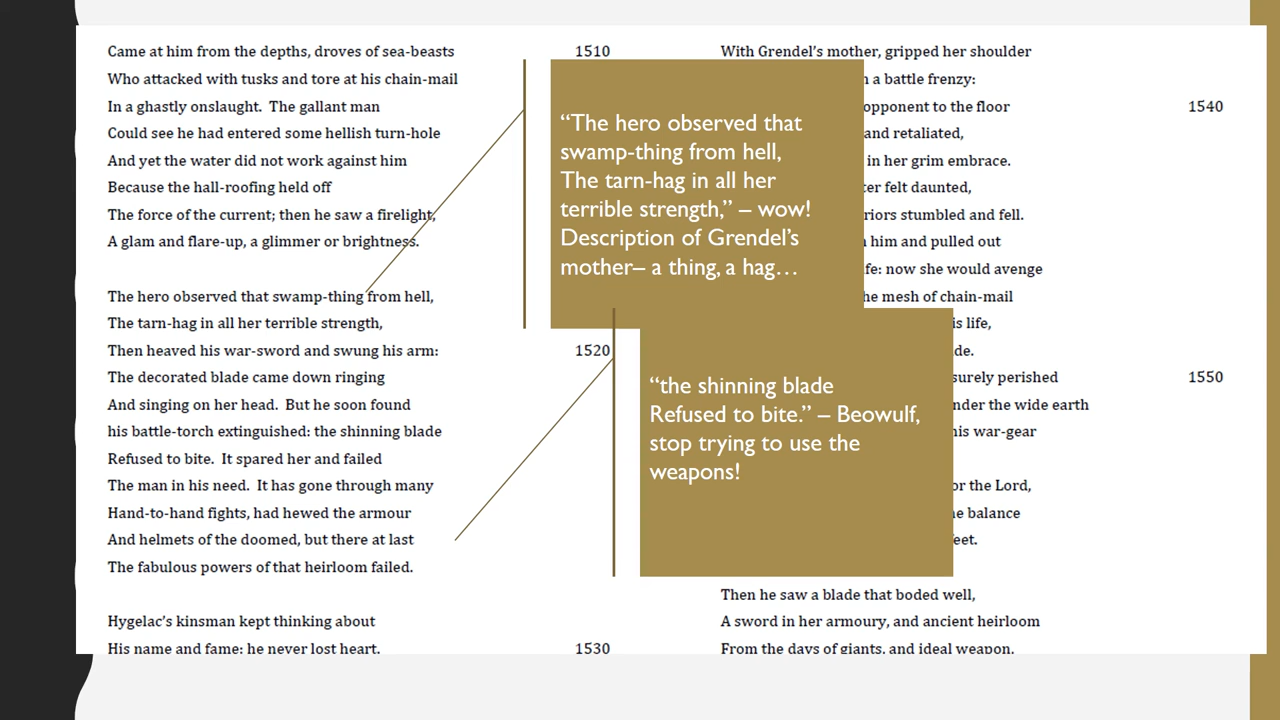 Came at him from the depths, droves of sea-beasts 1510
Who attacked with tusks and tore at his chain-mail
In a ghastly onslaught. The gallant man
Could see he had entered some hellish turn-hole
And yet the water did not work against him
Because the hall-roofing held off
The force of the current; then he saw a firelight,
A glam and flare-up, a glimmer or brightness.
The hero observed that swamp-thing from hell,
The tarn-hag in all her terrible strength,
Then heaved his war-sword and swung his arm: 1520
The decorated blade came down ringing
And singing on her head. But he soon found
his battle-torch extinguished: the shinning blade
Refused to bite. It spared her and failed
The man in his need. It has gone through many
Hand-to-hand fights, had hewed the armour
And helmets of the doomed, but there at last
The fabulous powers of that heirloom failed.
Hygelac's kinsman kept thinking about
His name and fame: he never lost heart. 1530
“The hero observed that
swamp-thing from hell,
The tarn-hag in all her
terrible strength,” – wow!
Description of Grendel's
mother– a thing, a hag…
“the shinning blade
Refused to bite.” – Beowulf,
stop trying to use the
weapons!
With Grendel's mother, gripped her shoulder
a battle frenzy:
opponent to the floor 1540
and retaliated,
in her grim embrace.
felt daunted,
stumbled and fell.
him and pulled out
now she would avenge
mesh of chain-mail
is life,
surely perished 1550
the wide earth
his war-gear
or the Lord,
balance
feet.
Then he saw a blade that boded well,
A sword in her armoury, and ancient heirloom
From the days of giants, and ideal weapon,